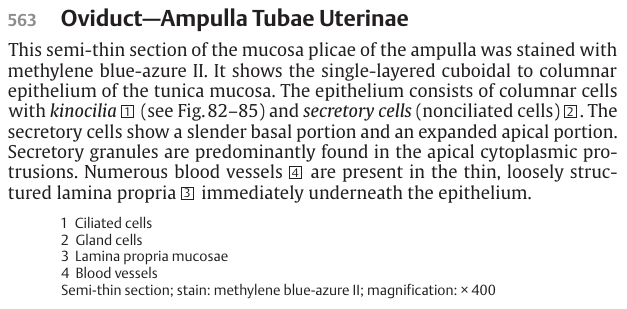 563 Oviduct—Ampulla Tubae Uterinae
This semi-thin section of the mucosa plicae of the ampulla was stained with
methylene blue-azure II. It shows the single-layered cuboidal to columnar
epithelium of the tunica mucosa. The epithelium consists of columnar cells
with kinocilia 1 (see Fig. 82–85) and secretory cells (nonciliated cells) 2. The
secretory cells show a slender basal portion and an expanded apical portion.
Secretory granules are predominantly found in the apical cytoplasmic pro-
trusions. Numerous blood vessels 4 are present in the thin, loosely struc-
tured lamina propria 3 immediately underneath the epithelium.
1 Ciliated cells
2 Gland cells
3 Lamina propria mucosae
4 Blood vessels
Semi-thin section; stain: methylene blue-azure II; magnification: × 400